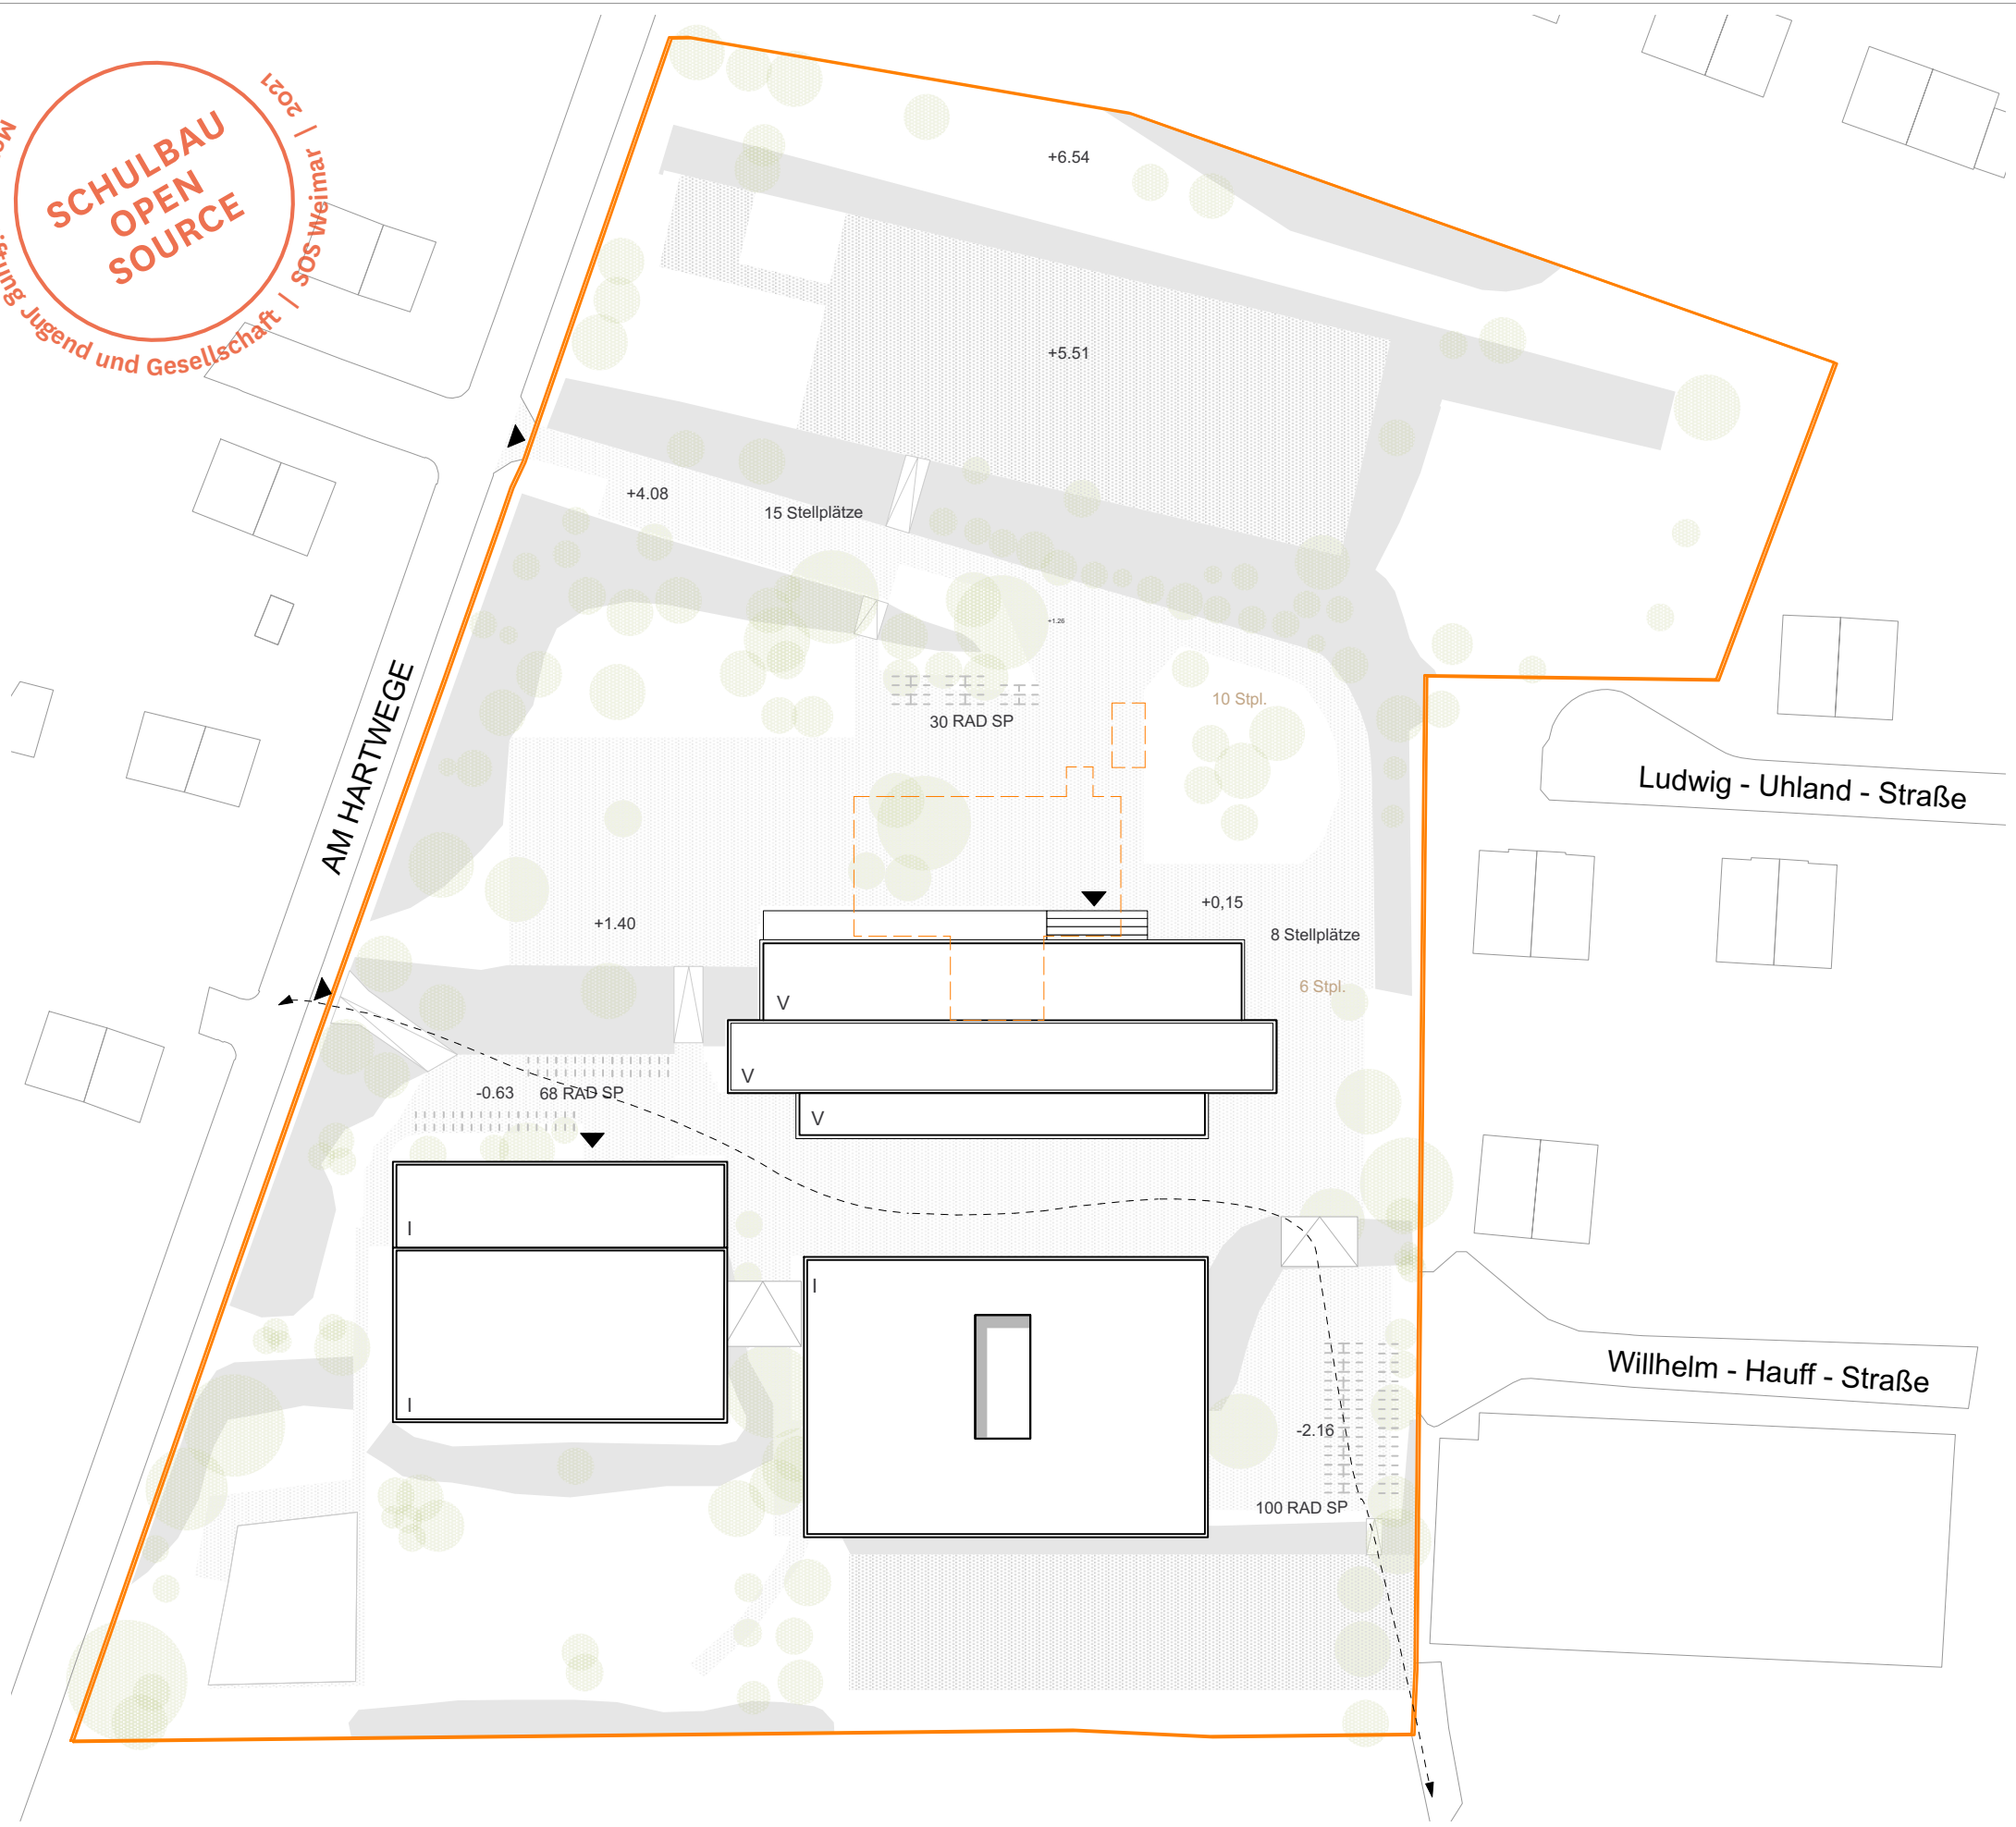 SCHULBAU
OPEN
SOURCE
Jugend und Gesellschaft | SOS Weimar | 2021
+6.54
+5.51
+4.08
15 Stellplätze
+1.26
30 RAD SP
10 Stpl.
AM HARTWEGE
Ludwig - Uhland - Straße
+1.40
+0,15
8 Stellplätze
6 Stpl.
V
V
V
-0.63
68 RAD SP
I
I
I
Willhelm - Hauff - Straße
-2.16
100 RAD SP